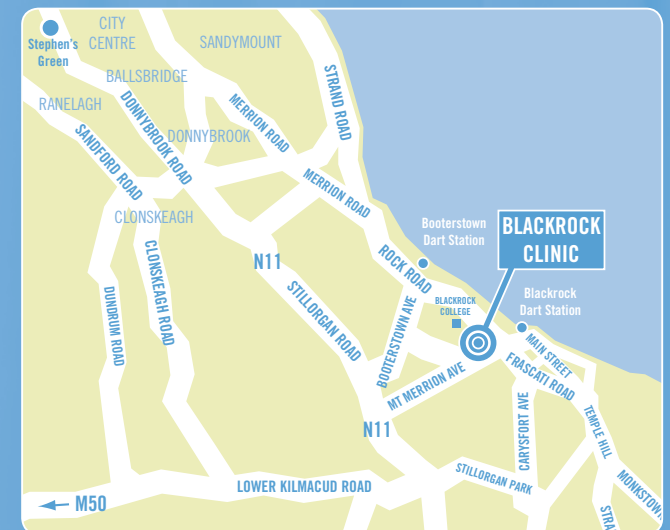 CITY
CENTRE
Stephen's
Green
SANDYMOUNT
BALLSBRIDGE
RANELAGH
STRAND ROAD
DONNYBROOK ROAD
MERRION ROAD
SANDFORD ROAD
DONNYBROOK
MERRION ROAD
CLONSKEAGH
Booterstown
Dart Station
BLACKROCK
CLINIC
N11
CLONSKEAGH ROAD
ROCK ROAD
DUNDRUM ROAD
STILLORGAN ROAD
BLACKROCK
COLLEGE
Blackrock
Dart Station
BOOTERSTOWN AVE
MAIN STREET
FRASCATI ROAD
MT MERRION AVE
CARYSFORT AVE
TEMPLE HILL
N11
STILLORGAN PARK
LOWER KILMACUD ROAD
M50